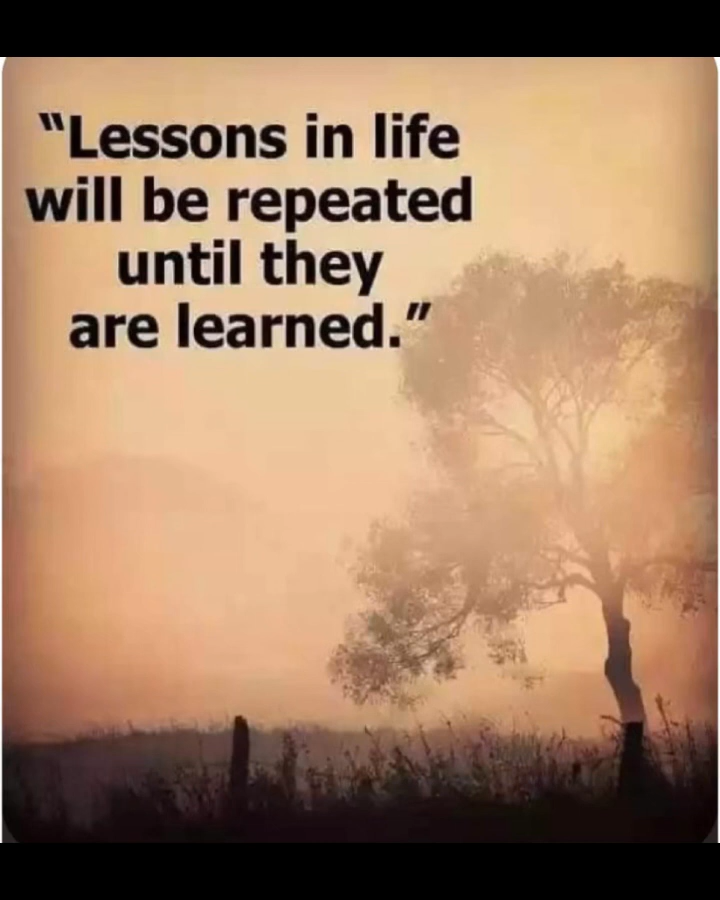 "Lessons in life
will be repeated
until they
are learned."